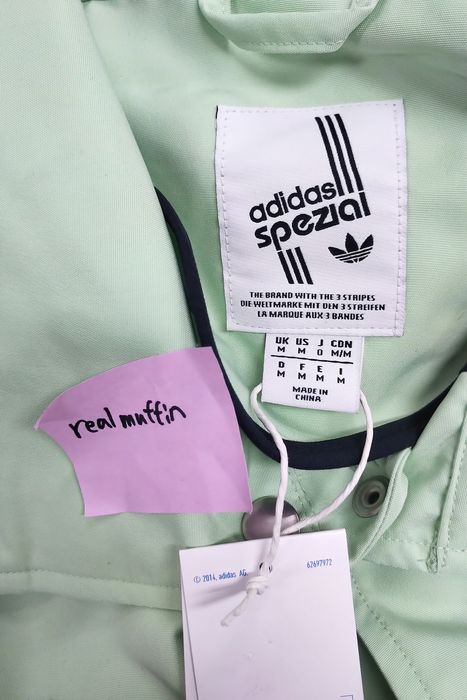 adidas
spezial
THE BRAND WITH THE 3 STRIPES
DIE WELTMARKE MIT DEN 3 STREIFEN
LA MARQUE AUX 3 BANDES
UK US J CDN
M M O M/M
D F E I
M M M M
MADE IN
CHINA
real muffin
© 2014, adidas AG. 62697972